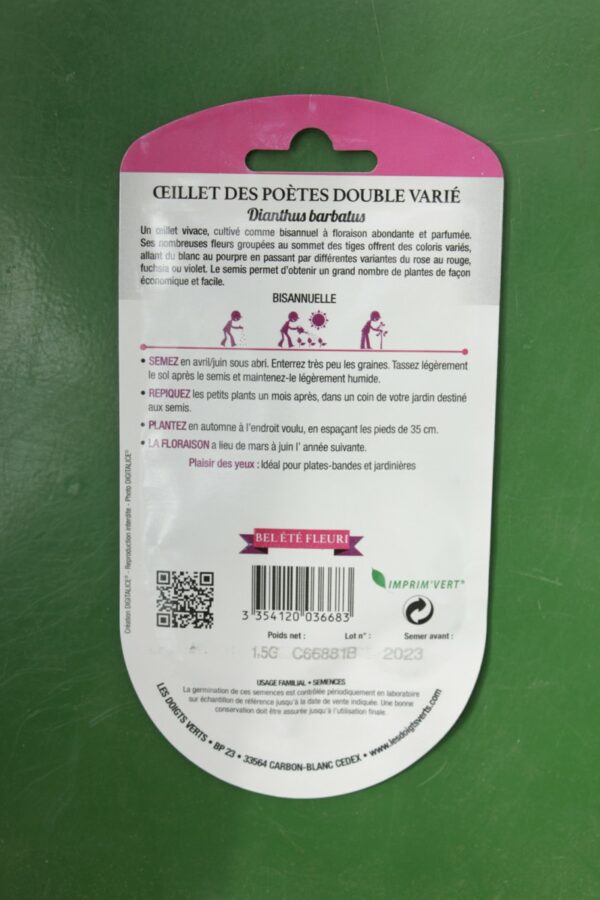 ŒILLET DES POÈTES DOUBLE VARIÉ
Dianthus barbatus
Un œillet vivace, cultivé comme bisannuel à floraison abondante et parfumée.
Ses nombreuses fleurs groupées au sommet des tiges offrent des coloris variés,
allant du blanc au pourpre en passant par différentes variantes du rose au rouge,
fuchsia ou violet. Le semis permet d'obtenir un grand nombre de plantes de façon
économique et facile.
BISANNUELLE
• SEMEZ en avril/juin sous abri. Enterrez très peu les graines. Tassez légèrement
le sol après le semis et maintenez-le légèrement humide.
• REPIQUEZ les petits plants un mois après, dans un coin de votre jardin destiné
aux semis.
• PLANTEZ en automne à l'endroit voulu, en espaçant les pieds de 35 cm.
• LA FLORAISON a lieu de mars à juin l' année suivante.
Plaisir des yeux : Idéal pour plates-bandes et jardinières
Création DIGITALICE® - Reproduction interdite - Photo DIGITALICE®
BEL ÉTÉ FLEURI
IMPRIM'VERT®
3 354120 036683
Poids net : Lot n° : Semer avant :
1.5G C66881B 2023
USAGE FAMILIAL • SEMENCES
La germination de ces semences est contrôlée périodiquement en laboratoire
sur échantillon de référence jusqu'à la date de vente indiquée. Une bonne
conservation doit être assurée jusqu'à l'utilisation finale.
LES DOIGTS VERTS • BP 23 • 33564 CARBON-BLANC CEDEX • www.lesdoigtsverts.com